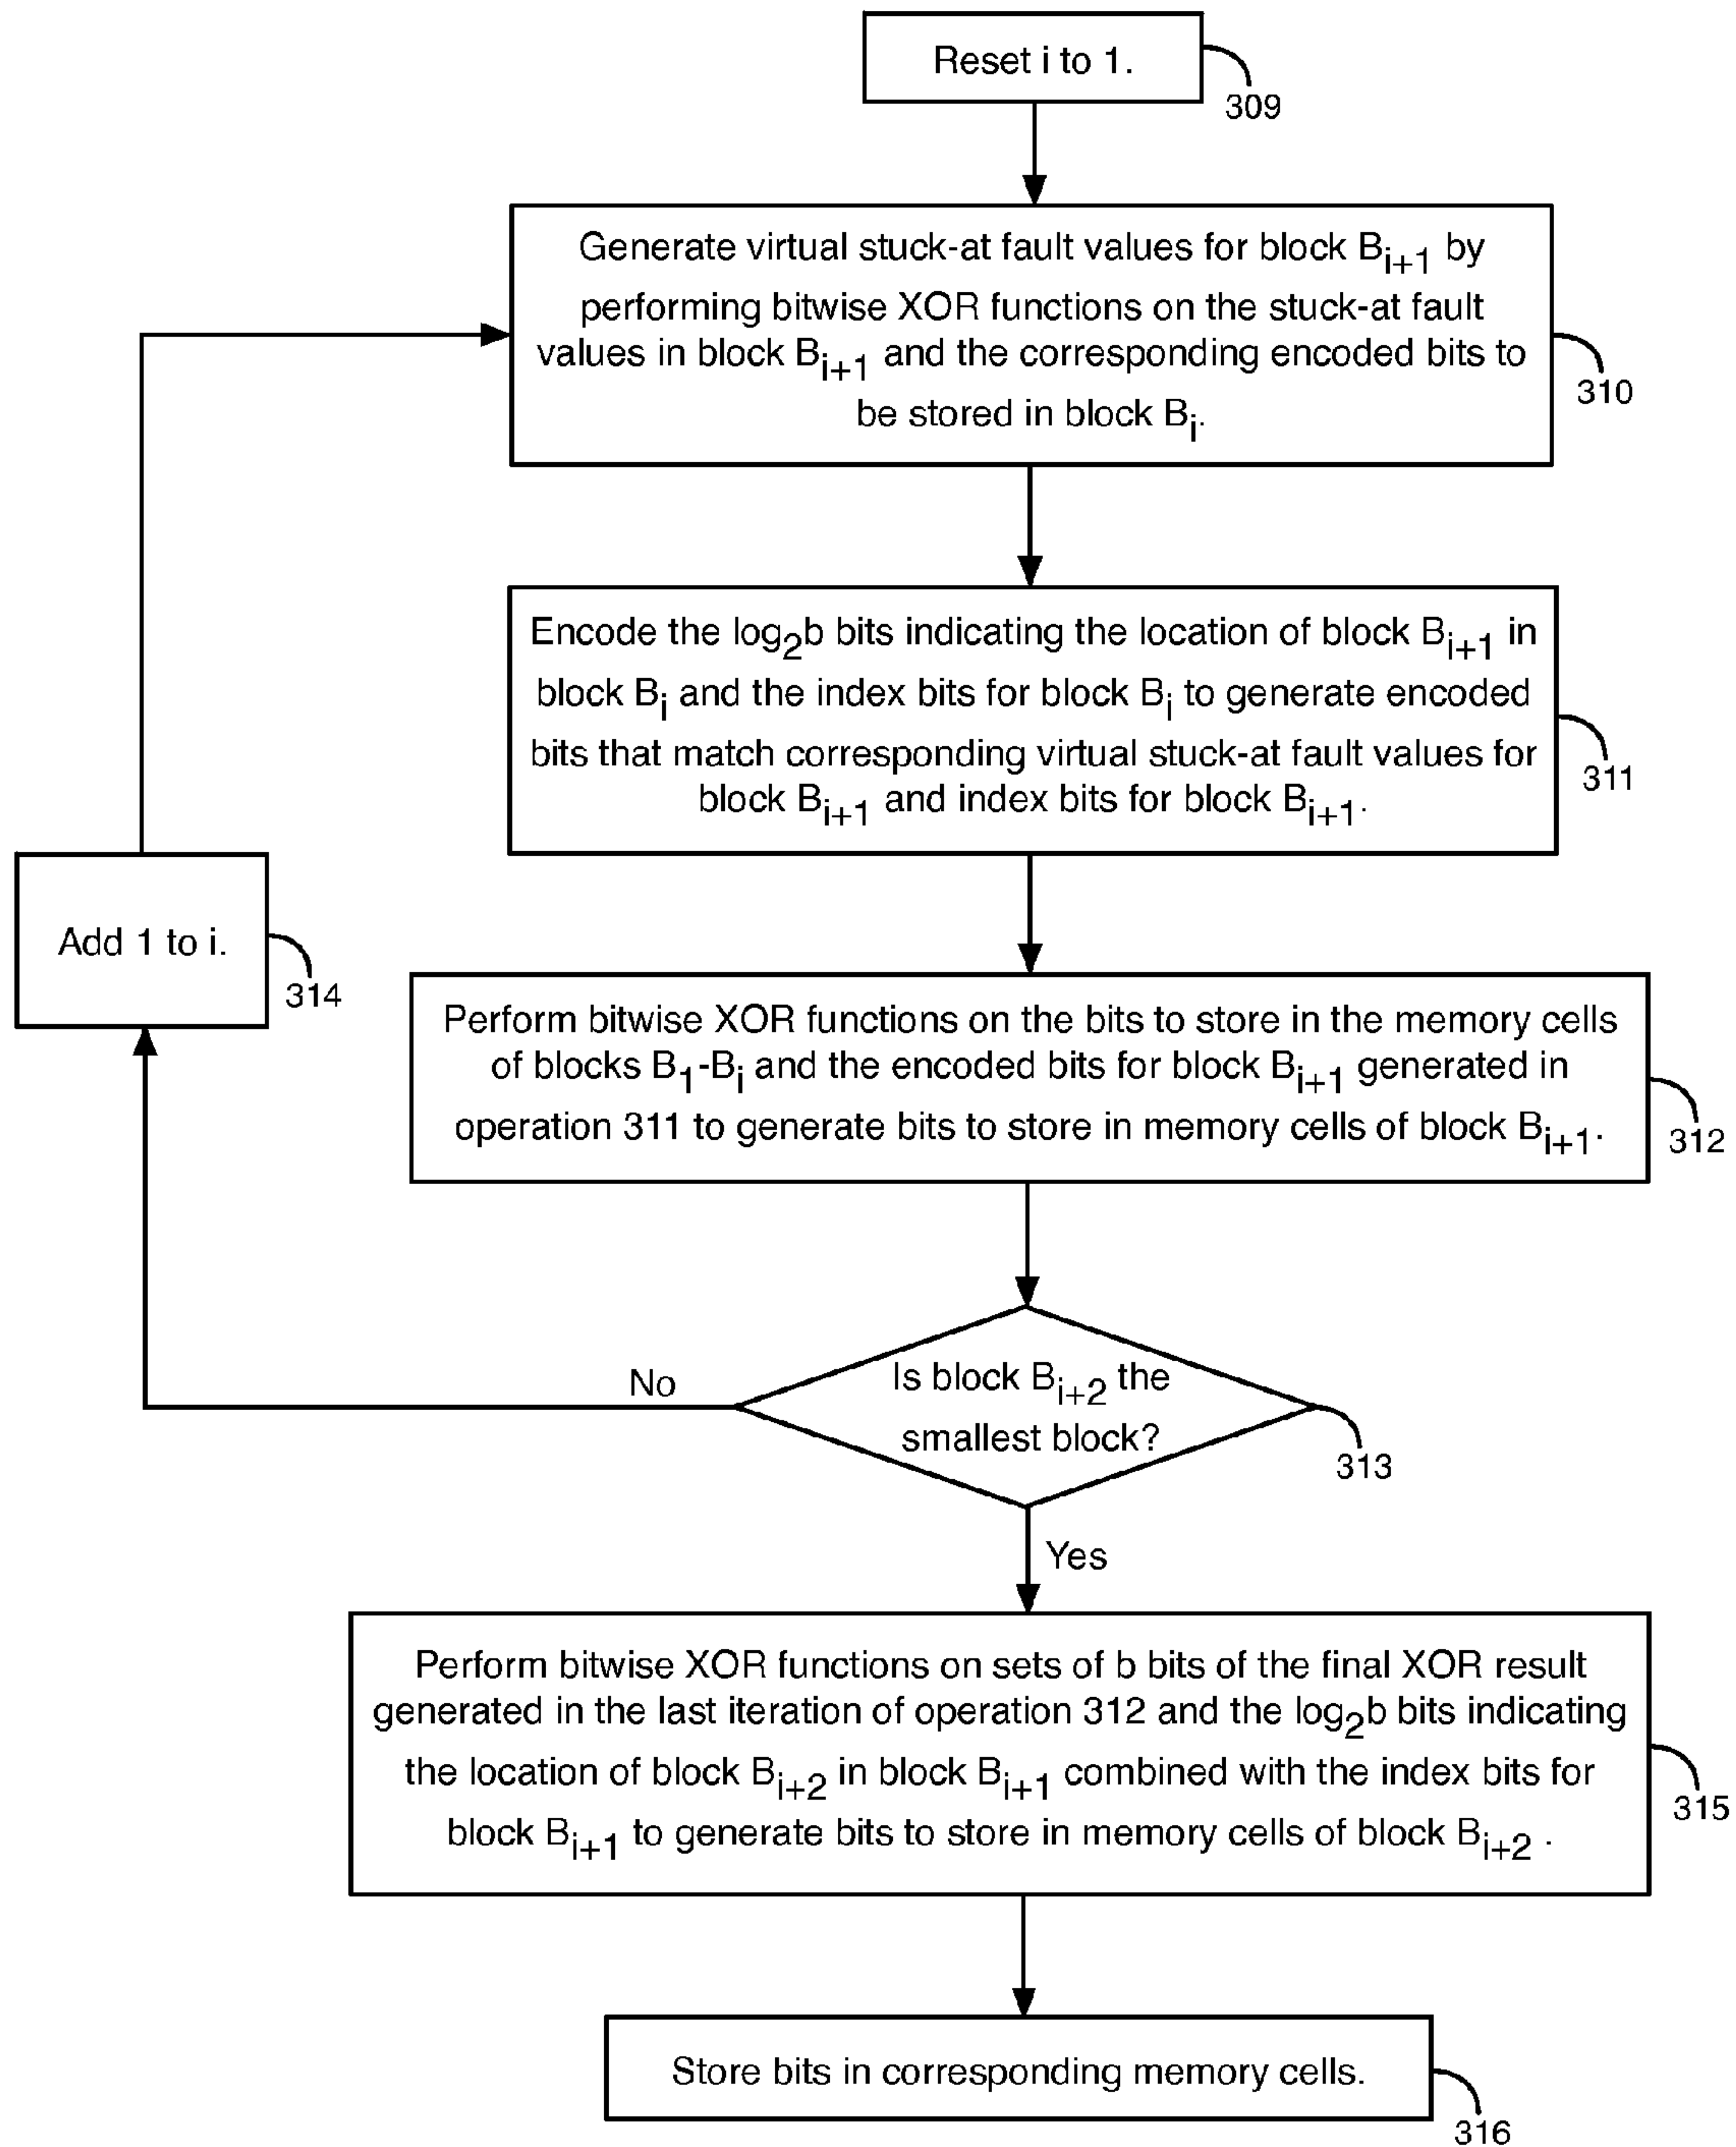 Reset i to 1.
309
Generate virtual stuck-at fault values for block Bi+1 by
performing bitwise XOR functions on the stuck-at fault
values in block Bi+1 and the corresponding encoded bits to
be stored in block Bi.
310
Encode the log2b bits indicating the location of block Bi+1 in
block Bi and the index bits for block Bi to generate encoded
bits that match corresponding virtual stuck-at fault values for
block Bi+1 and index bits for block Bi+1.
311
Add 1 to i.
314
Perform bitwise XOR functions on the bits to store in the memory cells
of blocks B1-Bi and the encoded bits for block Bi+1 generated in
operation 311 to generate bits to store in memory cells of block Bi+1.
312
No
Is block Bi+2 the
smallest block?
313
Yes
Perform bitwise XOR functions on sets of b bits of the final XOR result
generated in the last iteration of operation 312 and the log2b bits indicating
the location of block Bi+2 in block Bi+1 combined with the index bits for
block Bi+1 to generate bits to store in memory cells of block Bi+2 .
315
Store bits in corresponding memory cells.
316